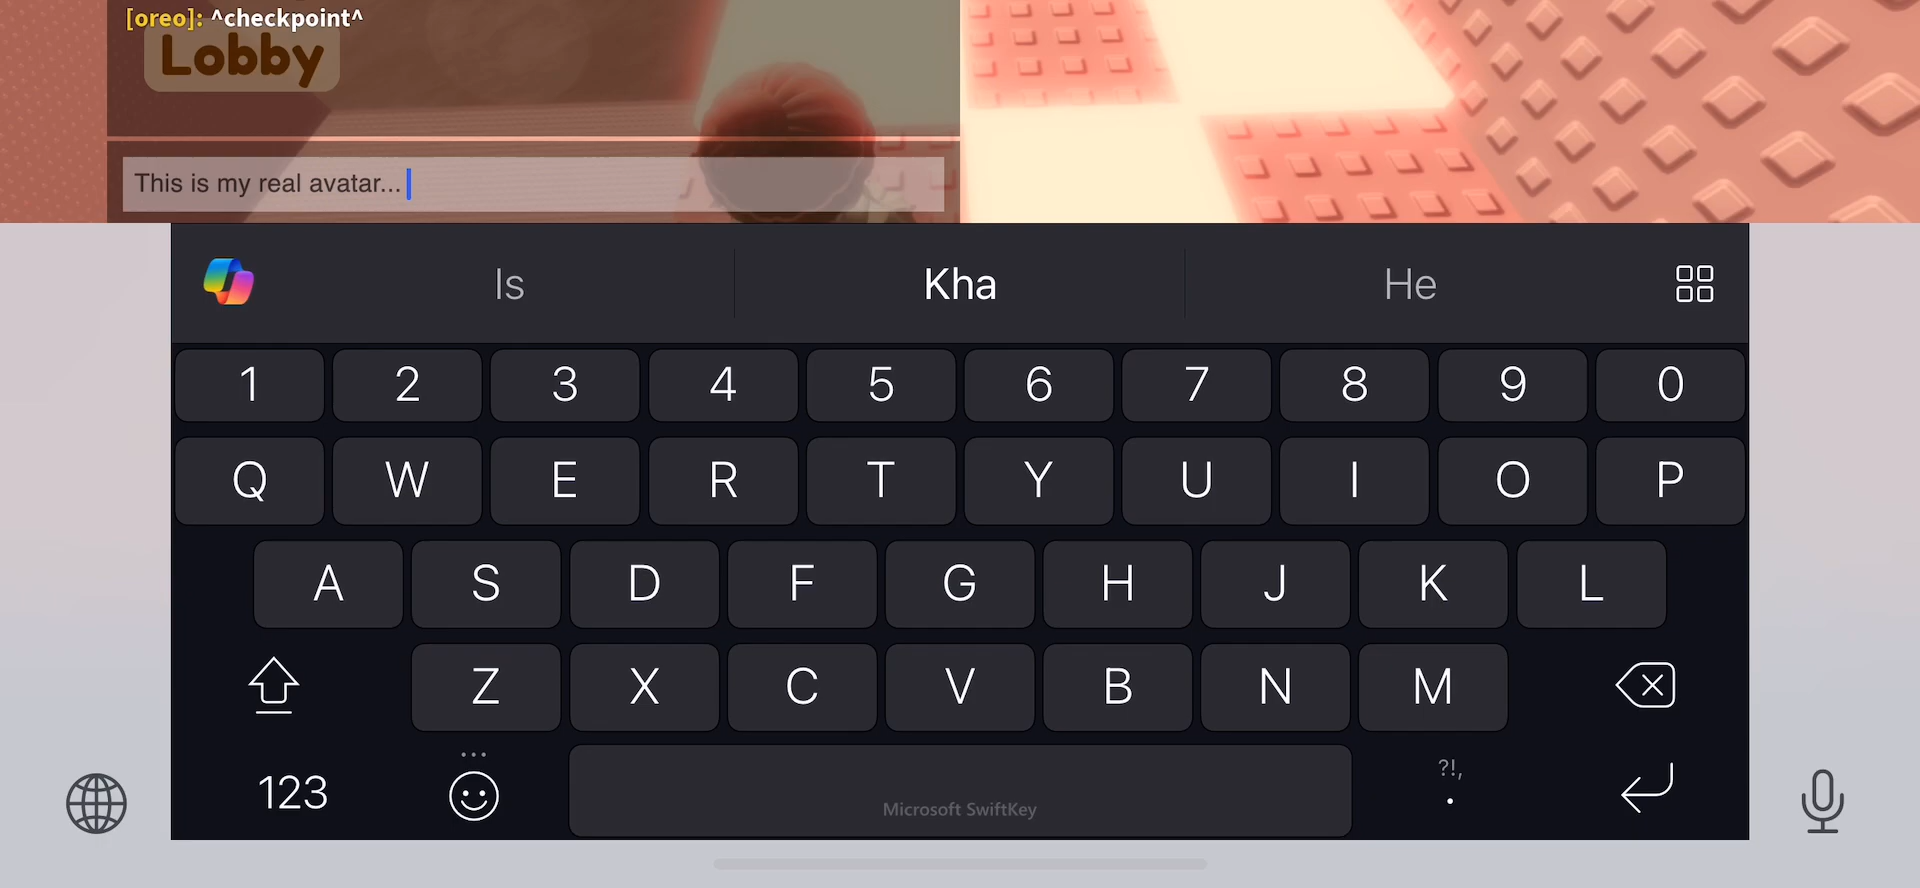 [oreo]: ^checkpoint^
Lobby
This is my real avatar...
Is Kha He
1 2 3 4 5 6 7 8 9 0
Q W E R T Y U I O P
A S D F G H J K L
Z X C V B N M
?!,
123 Microsoft SwiftKey .